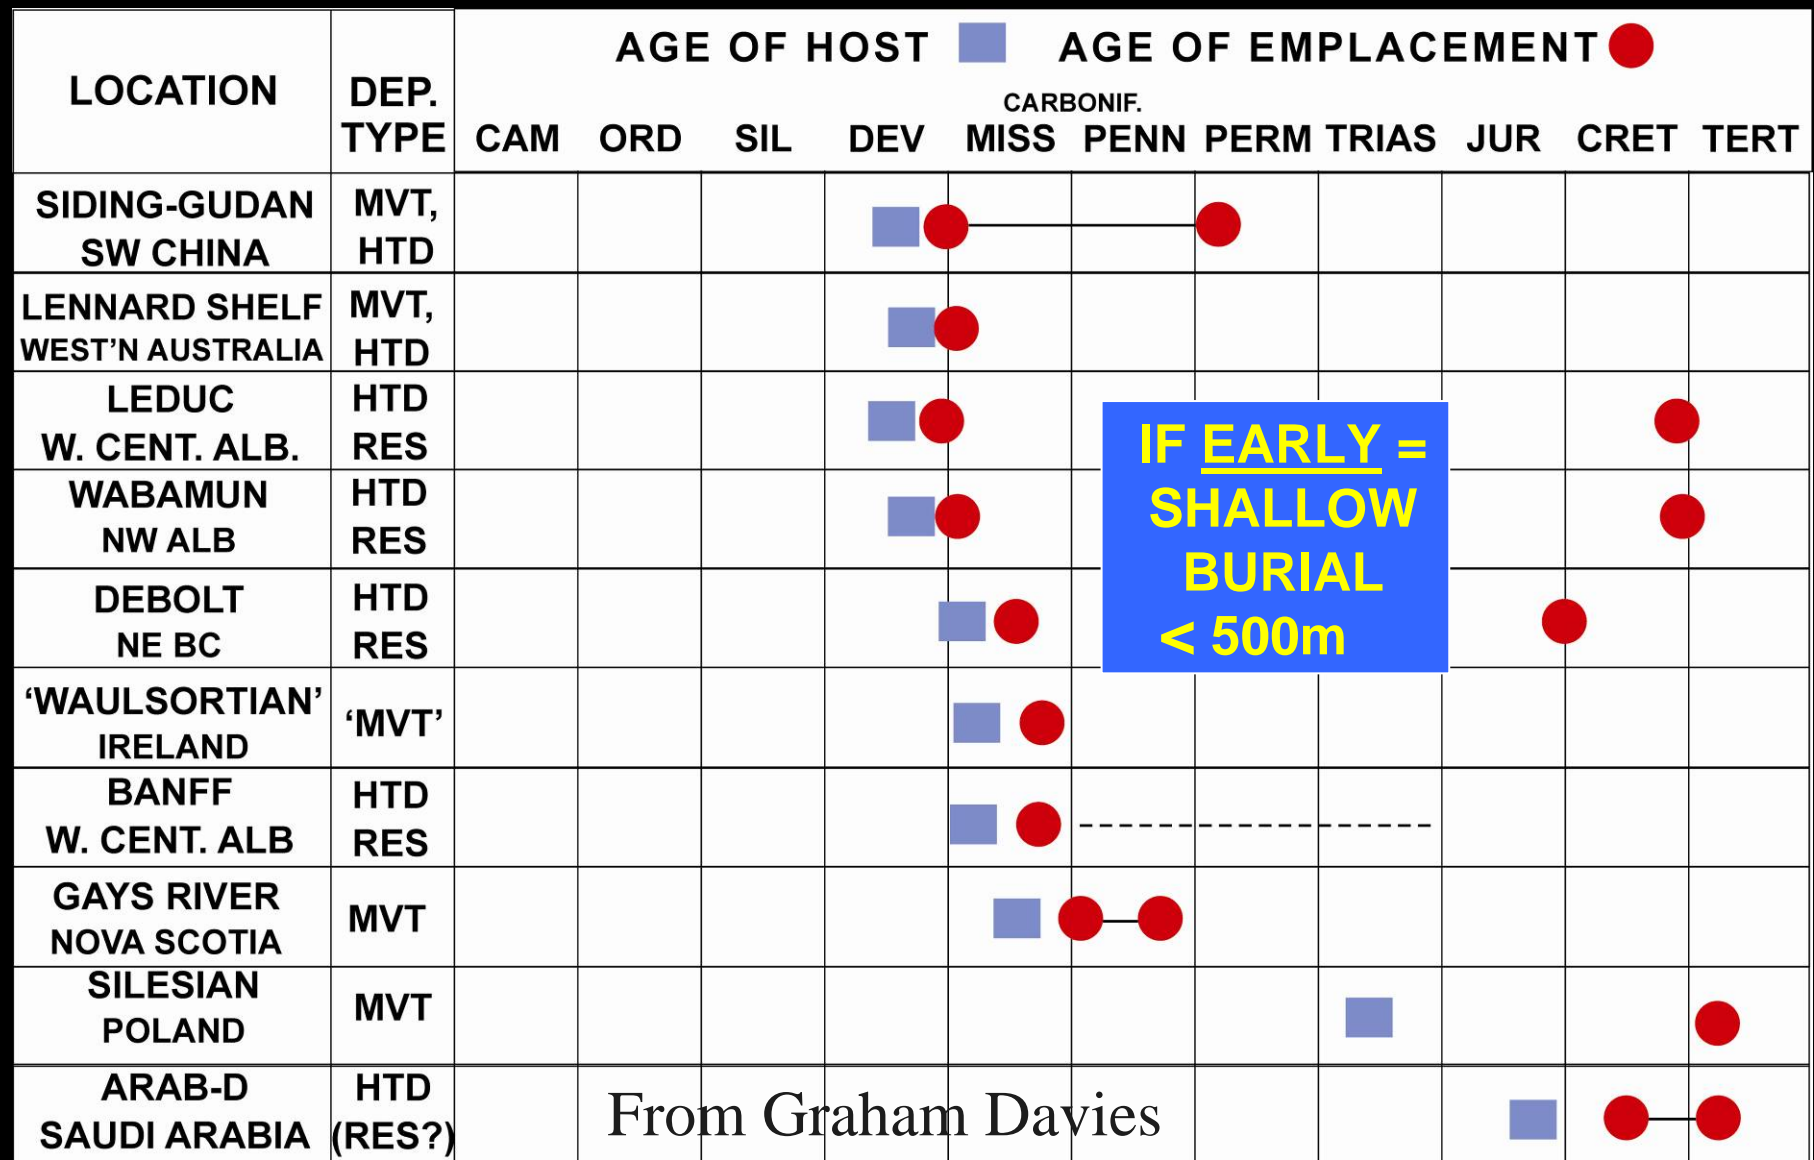 AGE OF HOST AGE OF EMPLACEMENT
LOCATION
DEP.
TYPE
CARBONIF.
CAM ORD SIL DEV MISS PENN PERM TRIAS JUR CRET TERT
SIDING-GUDAN
SW CHINA
MVT,
HTD
LENNARD SHELF
WEST'N AUSTRALIA
MVT,
HTD
LEDUC
W. CENT. ALB.
HTD
RES
WABAMUN
NW ALB
HTD
RES
DEBOLT
NE BC
HTD
RES
IF EARLY =
SHALLOW
BURIAL
< 500m
‘WAULSORTIAN’
IRELAND
‘MVT’
BANFF
W. CENT. ALB
HTD
RES
GAYS RIVER
NOVA SCOTIA
MVT
SILESIAN
POLAND
MVT
ARAB-D
SAUDI ARABIA
HTD
(RES?)
From Graham Davies